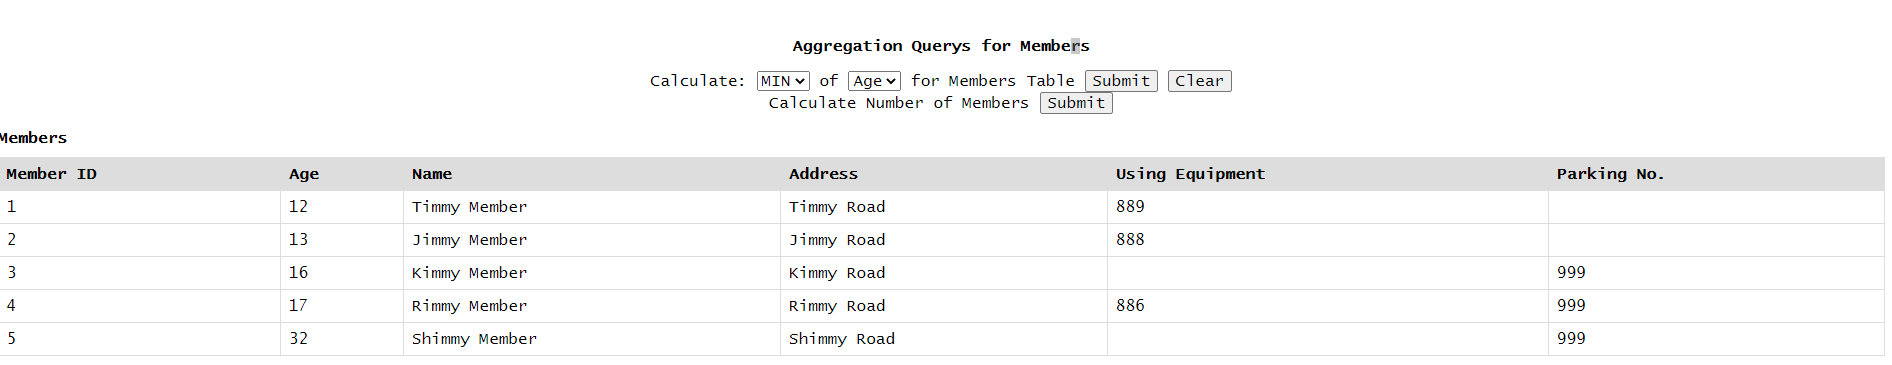 Aggregation Querys for Members
Calculate: MIN of Age for Members Table Submit Clear
Calculate Number of Members Submit
Members
Member ID Age Name Address Using Equipment Parking No.
1 12 Timmy Member Timmy Road 889
2 13 Jimmy Member Jimmy Road 888
3 16 Kimmy Member Kimmy Road 999
4 17 Rimmy Member Rimmy Road 886 999
5 32 Shimmy Member Shimmy Road 999